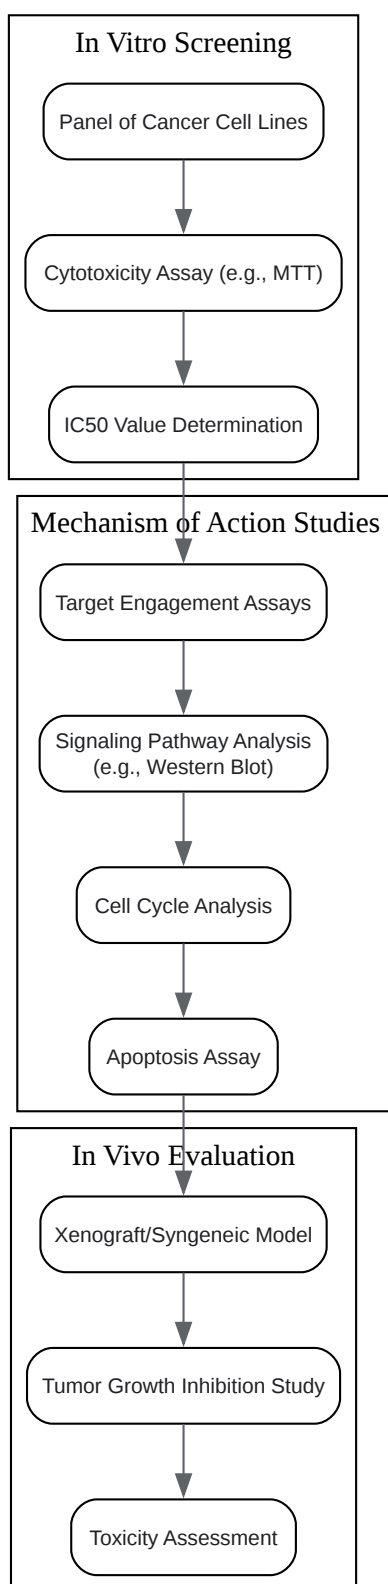 In Vitro Screening
Panel of Cancer Cell Lines
Cytotoxicity Assay (e.g., MTT)
IC50 Value Determination
Mechanism of Action Studies
Target Engagement Assays
Signaling Pathway Analysis
(e.g., Western Blot)
Cell Cycle Analysis
Apoptosis Assay
In Vivo Evaluation
Xenograft/Syngeneic Model
Tumor Growth Inhibition Study
Toxicity Assessment